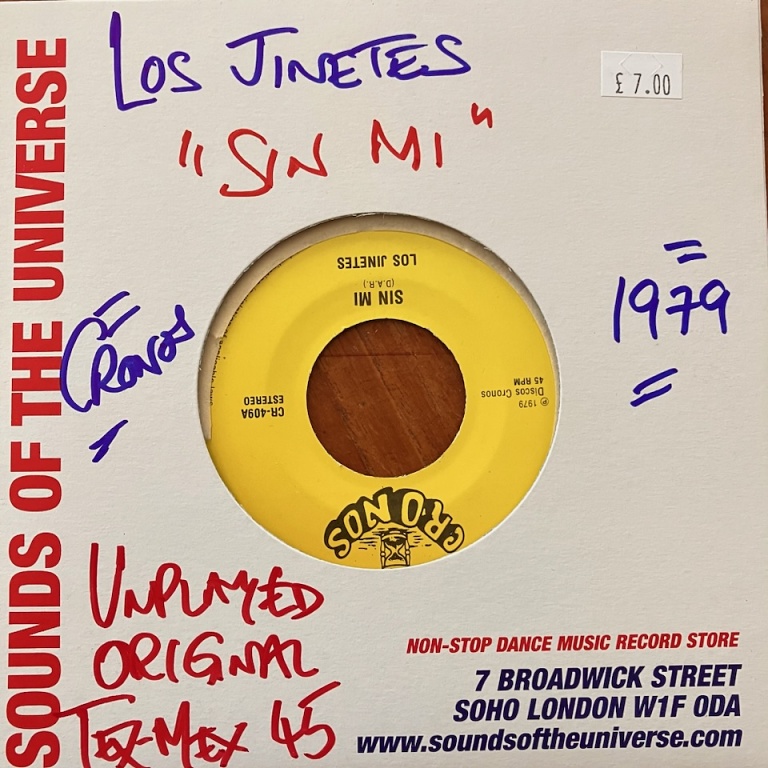 SOUNDS OF THE UNIVERSE
LOS JINETES
£ 7.00
"SIN MI"
CRONOS
1979
LOS JINETES
(D.A.R.)
SIN MI
CR-409A
ESTEREO
℗ 1979
Discos Cronos
45 RPM
CRONOS
UNPLAYED
ORIGINAL
TEX-MEX 45
NON-STOP DANCE MUSIC RECORD STORE
7 BROADWICK STREET
SOHO LONDON W1F 0DA
www.soundsoftheuniverse.com